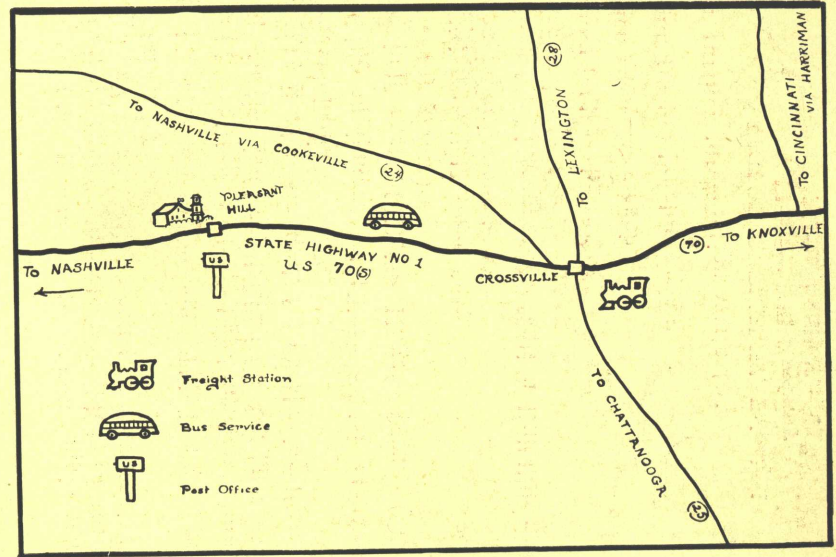 (28)
TO LEXINGTON
TO CINCINNATI
VIA HARRIMAN
TO NASHVILLE VIA COOKEVILLE
(24)
PLEASANT
HILL
STATE HIGHWAY NO 1
US 70(S)
TO NASHVILLE
US
CROSSVILLE
(70)
TO KNOXVILLE
TO CHATTANOOGA
(25)
Freight Station
Bus Service
US
Post Office